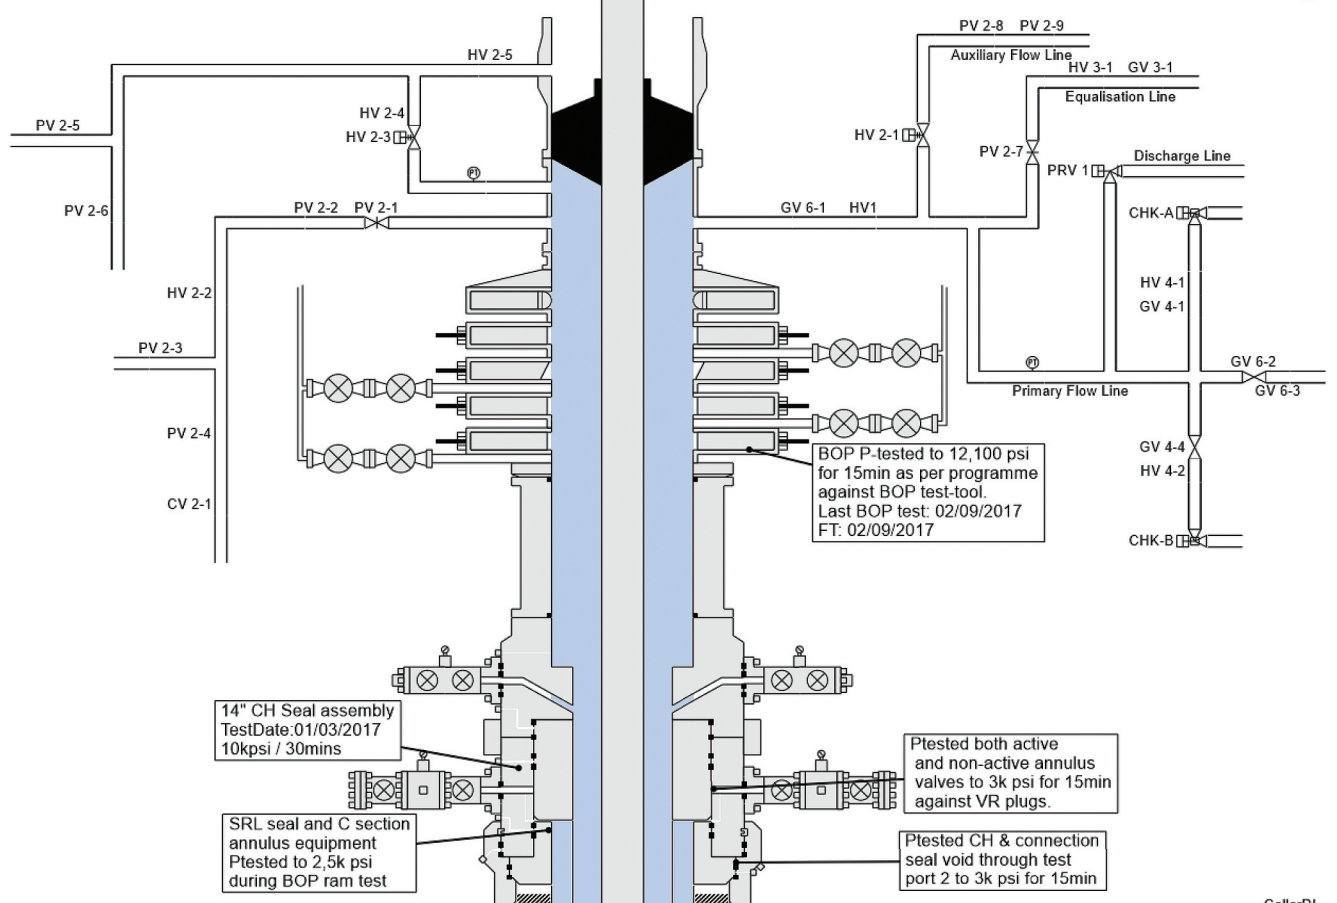 PV 2-8 PV 2-9
Auxiliary Flow Line
HV 2-5
HV 3-1 GV 3-1
Equalisation Line
HV 2-4
HV 2-3
PV 2-5
HV 2-1
PV 2-7
Discharge Line
PRV 1
PT
PV 2-6
PV 2-2 PV 2-1
GV 6-1 HV1
CHK-A
HV 2-2
HV 4-1
GV 4-1
PV 2-3
PT
GV 6-2
Primary Flow Line
GV 6-3
PV 2-4
GV 4-4
HV 4-2
CV 2-1
CHK-B
BOP P-tested to 12,100 psi
for 15min as per programme
against BOP test-tool.
Last BOP test: 02/09/2017
FT: 02/09/2017
14" CH Seal assembly
TestDate:01/03/2017
10kpsi / 30mins
Ptested both active
and non-active annulus
valves to 3k psi for 15min
against VR plugs.
SRL seal and C section
annulus equipment
Ptested to 2,5k psi
during BOP ram test
Ptested CH & connection
seal void through test
port 2 to 3k psi for 15min